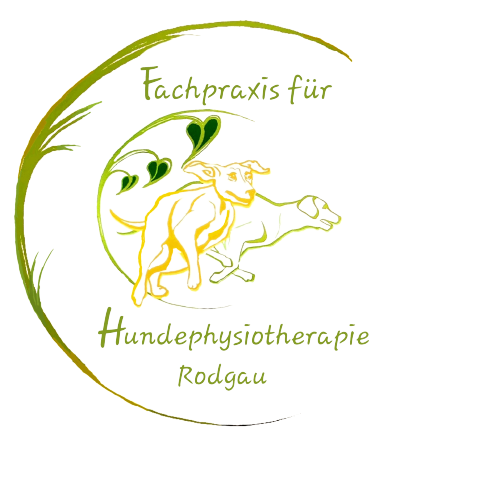 Fachpraxis für
Hundephysiotherapie
Rodgau